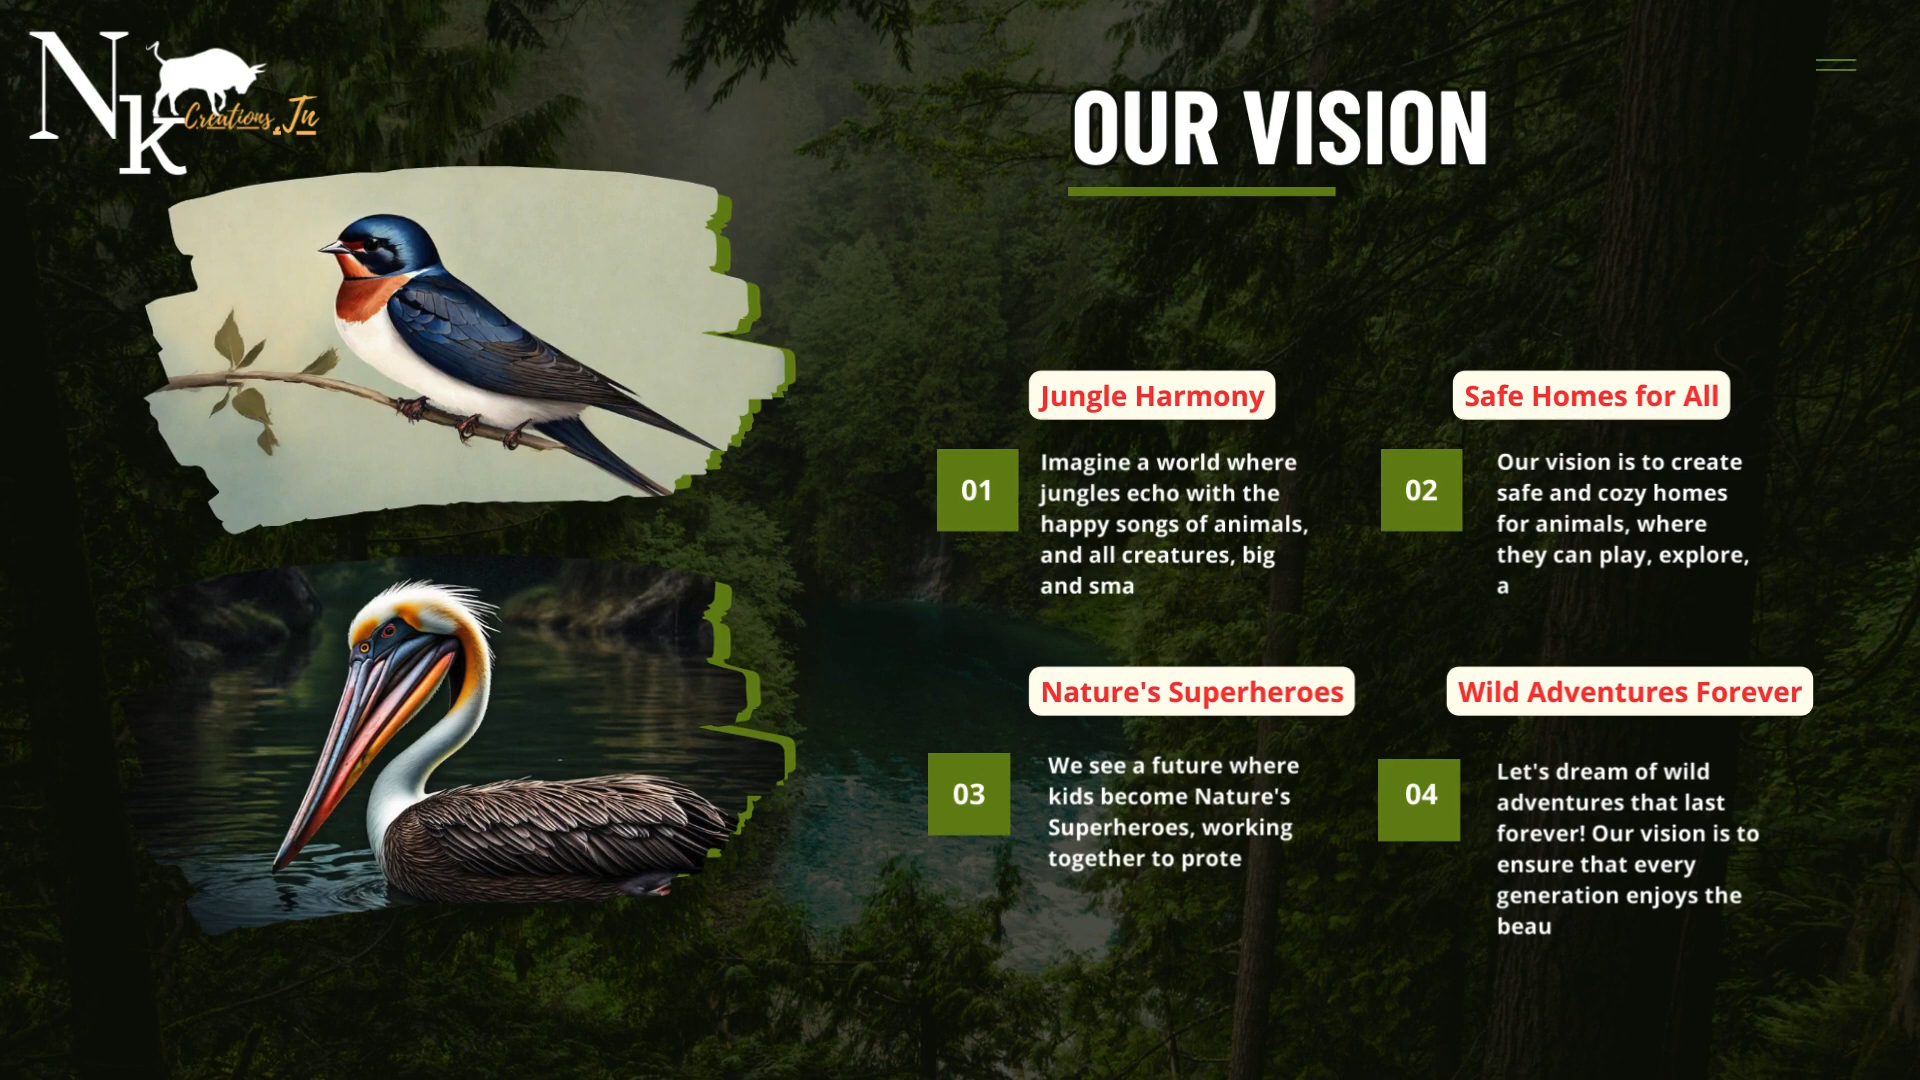 Nk
Creations.Jn
OUR VISION
Jungle Harmony
01
Imagine a world where
jungles echo with the
happy songs of animals,
and all creatures, big
and sma
Safe Homes for All
02
Our vision is to create
safe and cozy homes
for animals, where
they can play, explore,
a
Nature's Superheroes
03
We see a future where
kids become Nature's
Superheroes, working
together to prote
Wild Adventures Forever
04
Let's dream of wild
adventures that last
forever! Our vision is to
ensure that every
generation enjoys the
beau